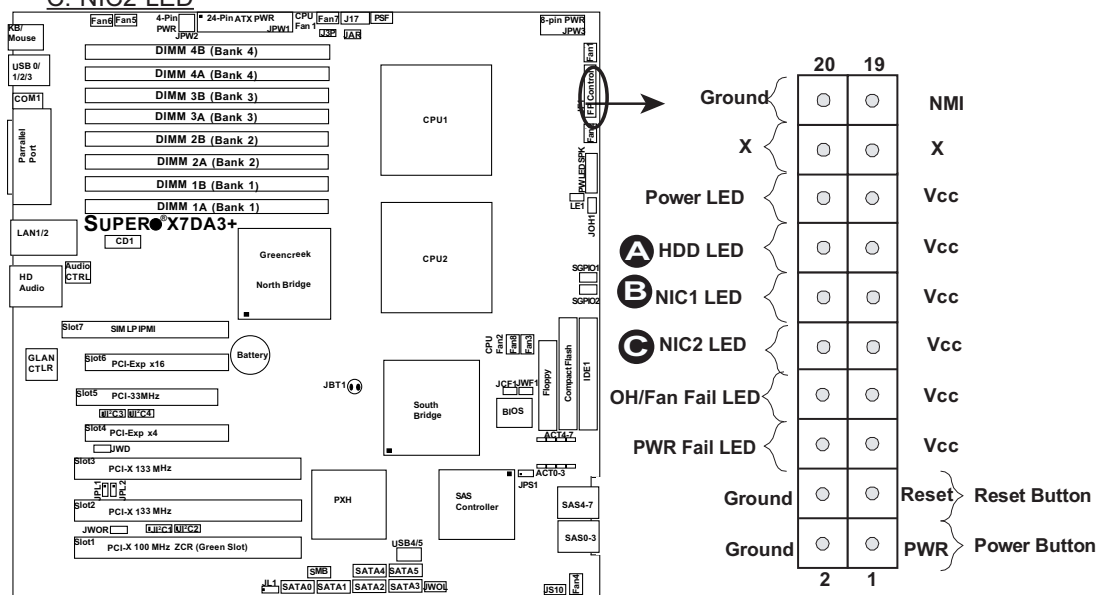 C. NIC2 LED
KB/
Mouse
USB 0/
1/2/3
COM1
Parrallel
Port
LAN1/2
HD
Audio
Audio
CTRL
GLAN
CTLR
Fan6
Fan5
4-Pin
PWR
JPW2
24-Pin ATX PWR
JPW1
CPU
Fan 1
Fan7
J17
PSF
J3P
JAR
8-pin PWR
JPW3
DIMM 4B (Bank 4)
DIMM 4A (Bank 4)
DIMM 3B (Bank 3)
DIMM 3A (Bank 3)
DIMM 2B (Bank 2)
DIMM 2A (Bank 2)
DIMM 1B (Bank 1)
DIMM 1A (Bank 1)
SUPER®X7DA3+
CD1
CPU1
CPU2
Fan1
JF1
FP Control
PWLED SPK
LE1
JOH1
SGPIO1
SGPIO2
Greencreek
North Bridge
Slot7
SIM LP IPMI
Slot6
PCI-Exp x16
Battery
Slot5
PCI-33MHz
JI²C3
JI²C4
Slot4
PCI-Exp x4
JWD
Slot3
PCI-X 133 MHz
JPL1
JPL2
Slot2
PCI-X 133 MHz
JWOR
JI²C1
JI²C2
Slot1
PCI-X 100 MHz ZCR (Green Slot)
JBT1
South
Bridge
CPU
Fan2
Fan8
Fan3
JCF1
JWF1
BIOS
Floppy
Compact Flash
IDE1
ACT4-7
ACT0-3
JPS1
PXH
SAS
Controller
SAS4-7
SAS0-3
USB4/5
SMB
SATA4
SATA5
JL1
SATA0
SATA1
SATA2
SATA3
JWOL
JS10
Fan4
20
19
Ground
NMI
X
X
Power LED
Vcc
A HDD LED
Vcc
B NIC1 LED
Vcc
C NIC2 LED
Vcc
OH/Fan Fail LED
Vcc
PWR Fail LED
Vcc
Ground
Reset
Reset Button
Ground
PWR
Power Button
2
1